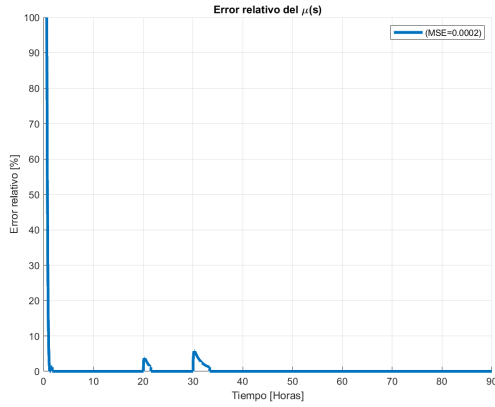 Error relativo del μ(s)
(MSE=0.0002)
Error relativo [%]
100
90
80
70
60
50
40
30
20
10
0
0 10 20 30 40 50 60 70 80 90
Tiempo [Horas]